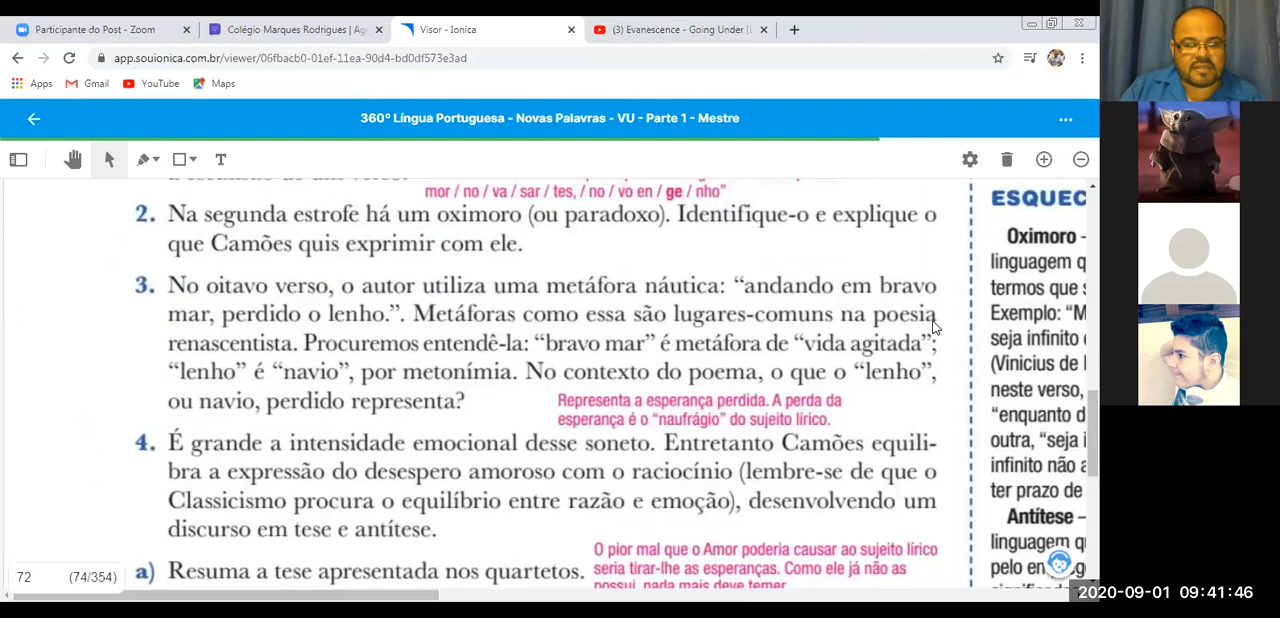 Participante do Post - Zoom
Colégio Marques Rodrigues | Ag
Visor - Ionica
(3) Evanescence - Going Under [
app.souionica.com.br/viewer/06fbacb0-01ef-11ea-90d4-bd0df573e3ad
Apps Gmail YouTube Maps
360º Língua Portuguesa - Novas Palavras - VU - Parte 1 - Mestre
T
mor / no / va / sar / tes, / no / vo en / ge / nho”
2. Na segunda estrofe há um oximoro (ou paradoxo). Identifique-o e explique o
que Camões quis exprimir com ele.
3. No oitavo verso, o autor utiliza uma metáfora náutica: “andando em bravo
mar, perdido o lenho.”. Metáforas como essa são lugares-comuns na poesia
renascentista. Procuremos entendê-la: “bravo mar” é metáfora de “vida agitada”;
“lenho” é “navio”, por metonímia. No contexto do poema, o que o “lenho”,
ou navio, perdido representa?
Representa a esperança perdida. A perda da
esperança é o “naufrágio” do sujeito lírico.
4. É grande a intensidade emocional desse soneto. Entretanto Camões equili-
bra a expressão do desespero amoroso com o raciocínio (lembre-se de que o
Classicismo procura o equilíbrio entre razão e emoção), desenvolvendo um
discurso em tese e antítese.
a) Resuma a tese apresentada nos quartetos.
O pior mal que o Amor poderia causar ao sujeito lírico
seria tirar-lhe as esperanças. Como ele já não as
possui, nada mais deve temer.
ESQUEC
Oximoro –
linguagem q
termos que s
Exemplo: “M
seja infinito
(Vinicius de
neste verso,
“enquanto d
outra, “seja i
infinito não a
ter prazo de
Antítese –
linguagem qu
pelo en
72 (74/354)
2020-09-01 09:41:46